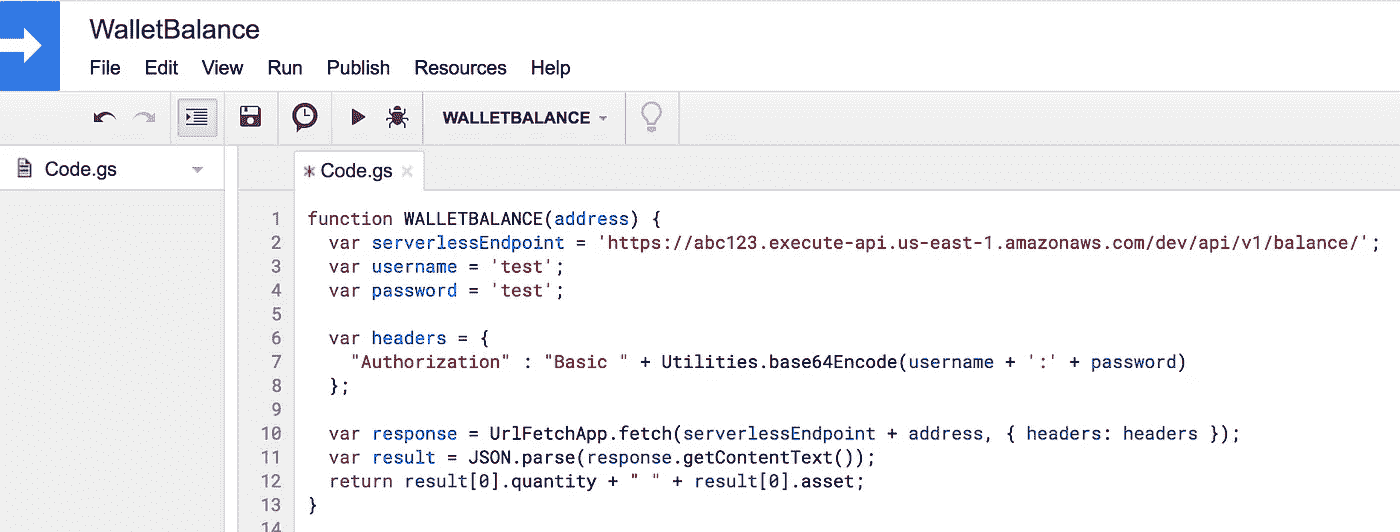 WalletBalance
File Edit View Run Publish Resources Help
WALLETBALANCE
Code.gs
* Code.gs ×
1 function WALLETBALANCE(address) {
2   var serverlessEndpoint = 'https://abc123.execute-api.us-east-1.amazonaws.com/dev/api/v1/balance/';
3   var username = 'test';
4   var password = 'test';
5
6   var headers = {
7     "Authorization" : "Basic " + Utilities.base64Encode(username + ':' + password)
8   };
9
10   var response = UrlFetchApp.fetch(serverlessEndpoint + address, { headers: headers });
11   var result = JSON.parse(response.getContentText());
12   return result[0].quantity + " " + result[0].asset;
13 }
14